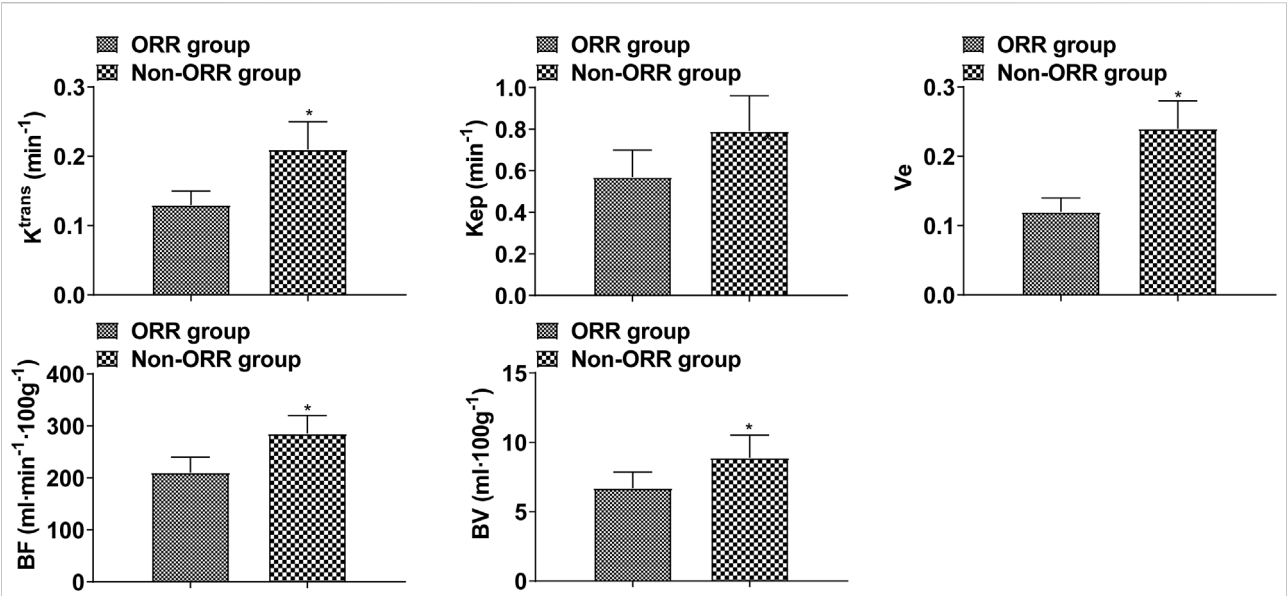 ORR group
Non-ORR group
K^trans (min⁻¹)
0.3
0.2
0.1
0.0
*
ORR group
Non-ORR group
Kep (min⁻¹)
1.0
0.8
0.6
0.4
0.2
0.0
ORR group
Non-ORR group
Ve
0.3
0.2
0.1
0.0
*
ORR group
Non-ORR group
BF (ml·min⁻¹·100g⁻¹)
400
300
200
100
0
*
ORR group
Non-ORR group
BV (ml·100g⁻¹)
15
10
5
0
*